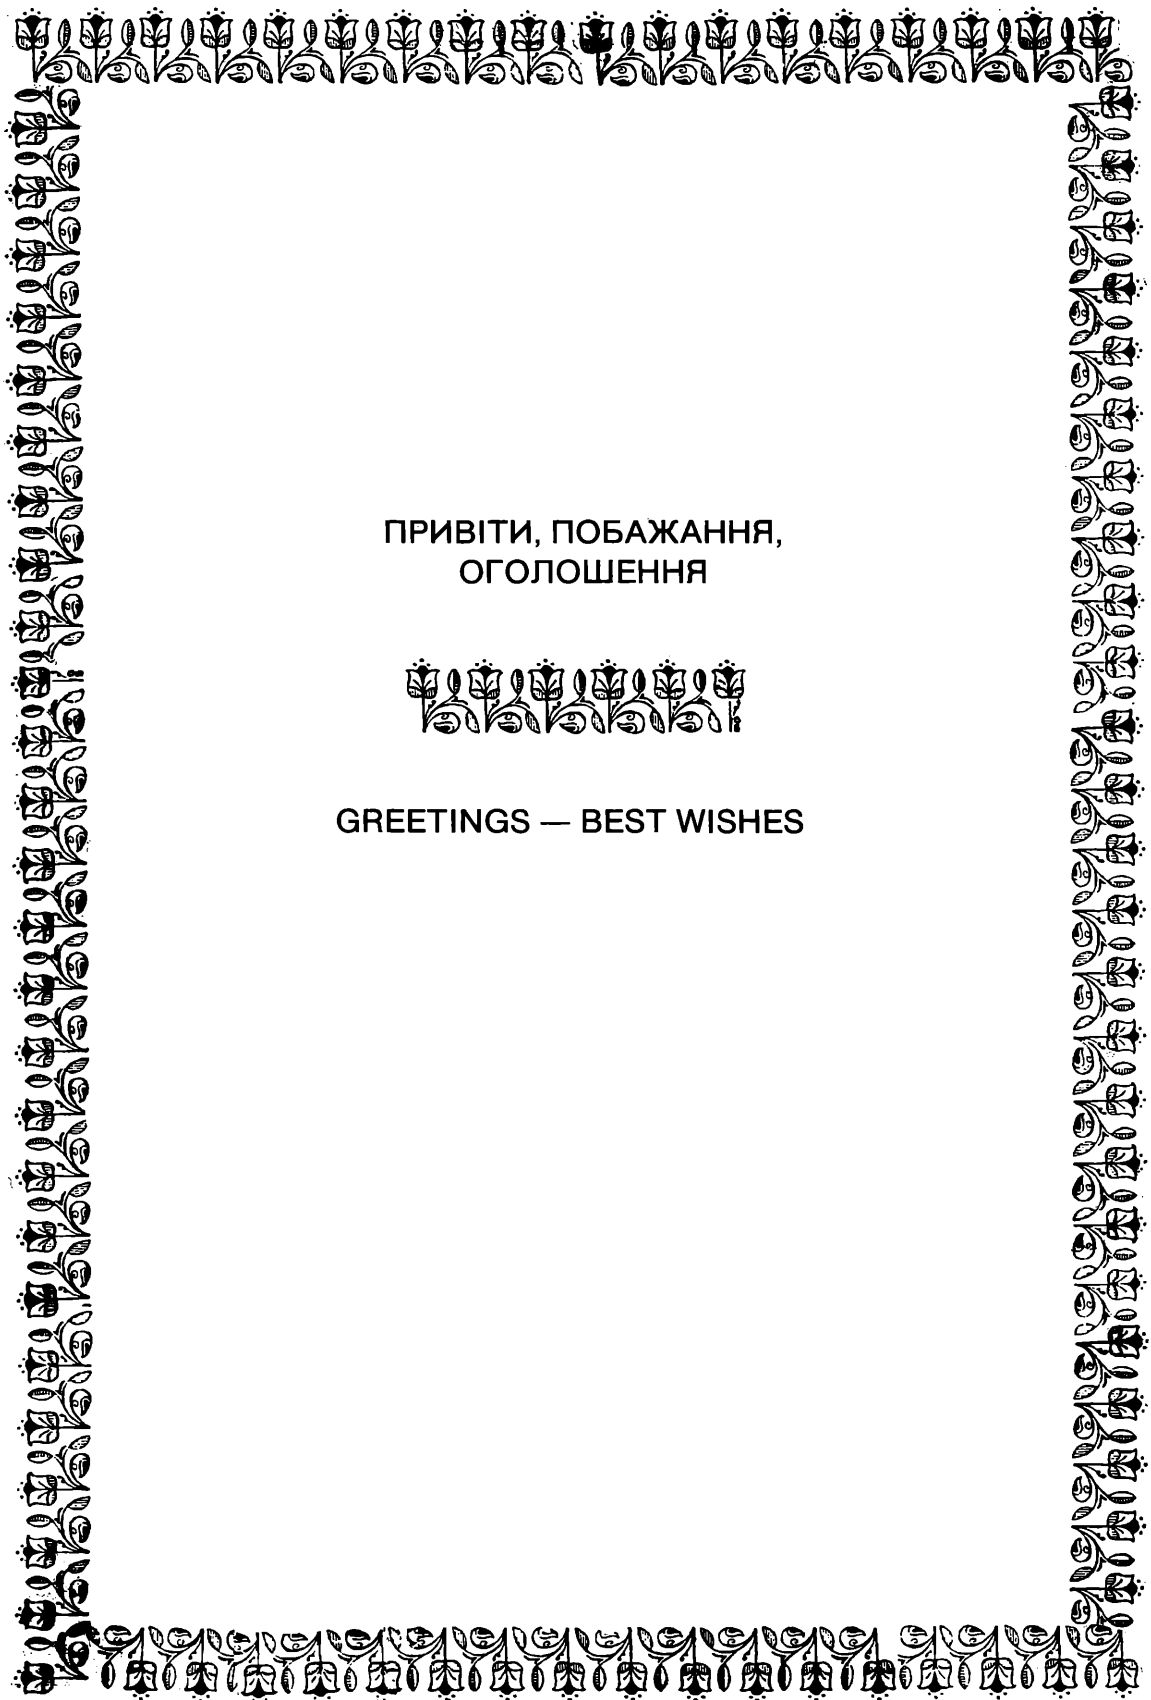 ПРИВІТИ, ПОБАЖАННЯ,
ОГОЛОШЕННЯ
GREETINGS — BEST WISHES